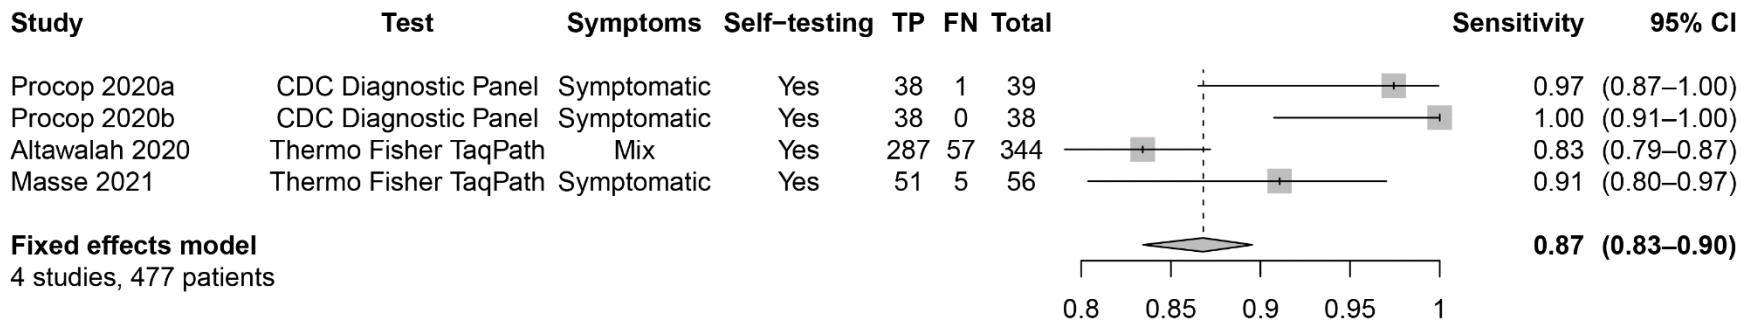 Study Test Symptoms Self−testing TP FN Total Sensitivity 95% CI
Procop 2020a CDC Diagnostic Panel Symptomatic Yes 38 1 39 0.97 (0.87–1.00)
Procop 2020b CDC Diagnostic Panel Symptomatic Yes 38 0 38 1.00 (0.91–1.00)
Altawalah 2020 Thermo Fisher TaqPath Mix Yes 287 57 344 0.83 (0.79–0.87)
Masse 2021 Thermo Fisher TaqPath Symptomatic Yes 51 5 56 0.91 (0.80–0.97)
Fixed effects model 0.87 (0.83–0.90)
4 studies, 477 patients
0.8 0.85 0.9 0.95 1